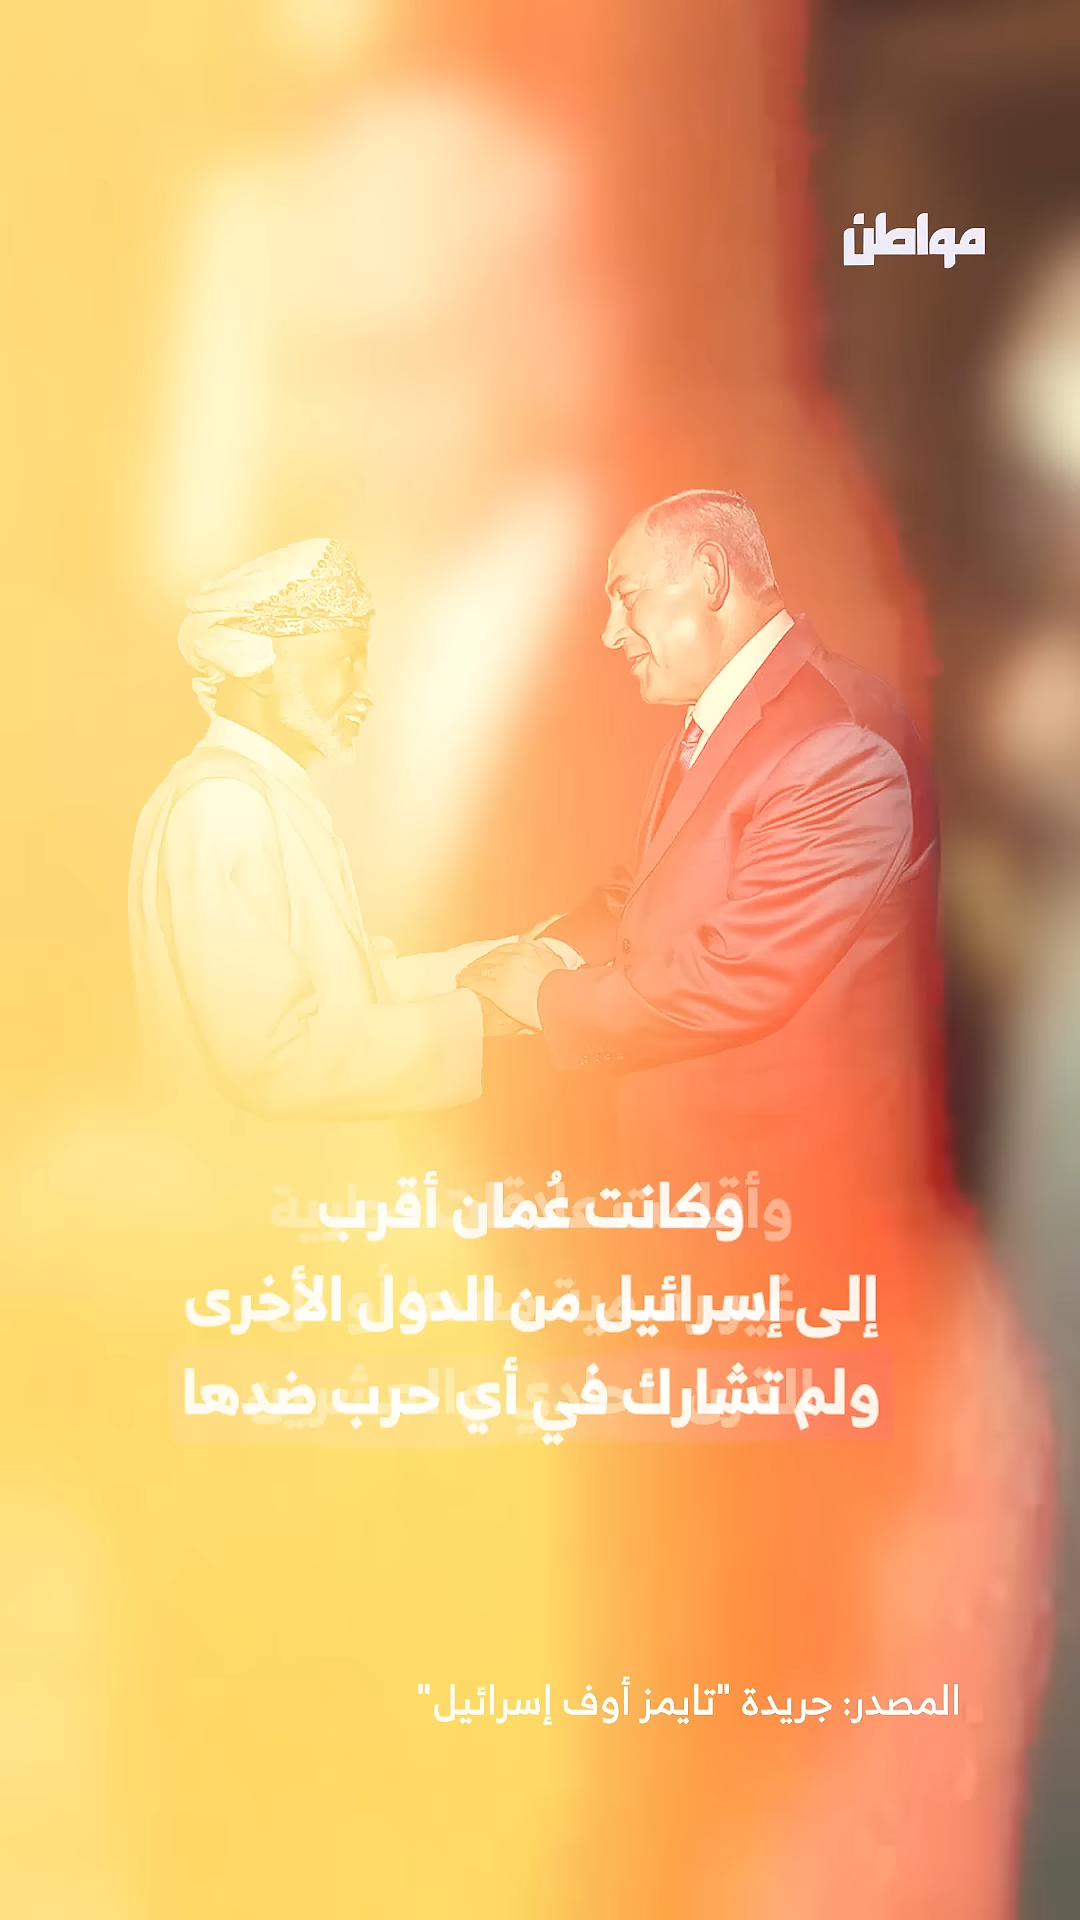 مواطن
وكانت عُمان أقرب
إلى إسرائيل من الدول الأخرى
ولم تشارك في أي حرب ضدها
المصدر: جريدة "تايمز أوف إسرائيل"